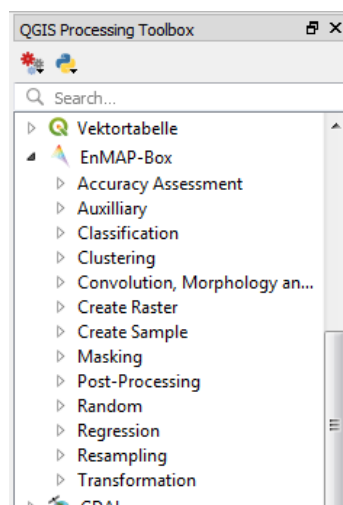 QGIS Processing Toolbox
Search...
Vektortabelle
EnMAP-Box
Accuracy Assessment
Auxilliary
Classification
Clustering
Convolution, Morphology an...
Create Raster
Create Sample
Masking
Post-Processing
Random
Regression
Resampling
Transformation